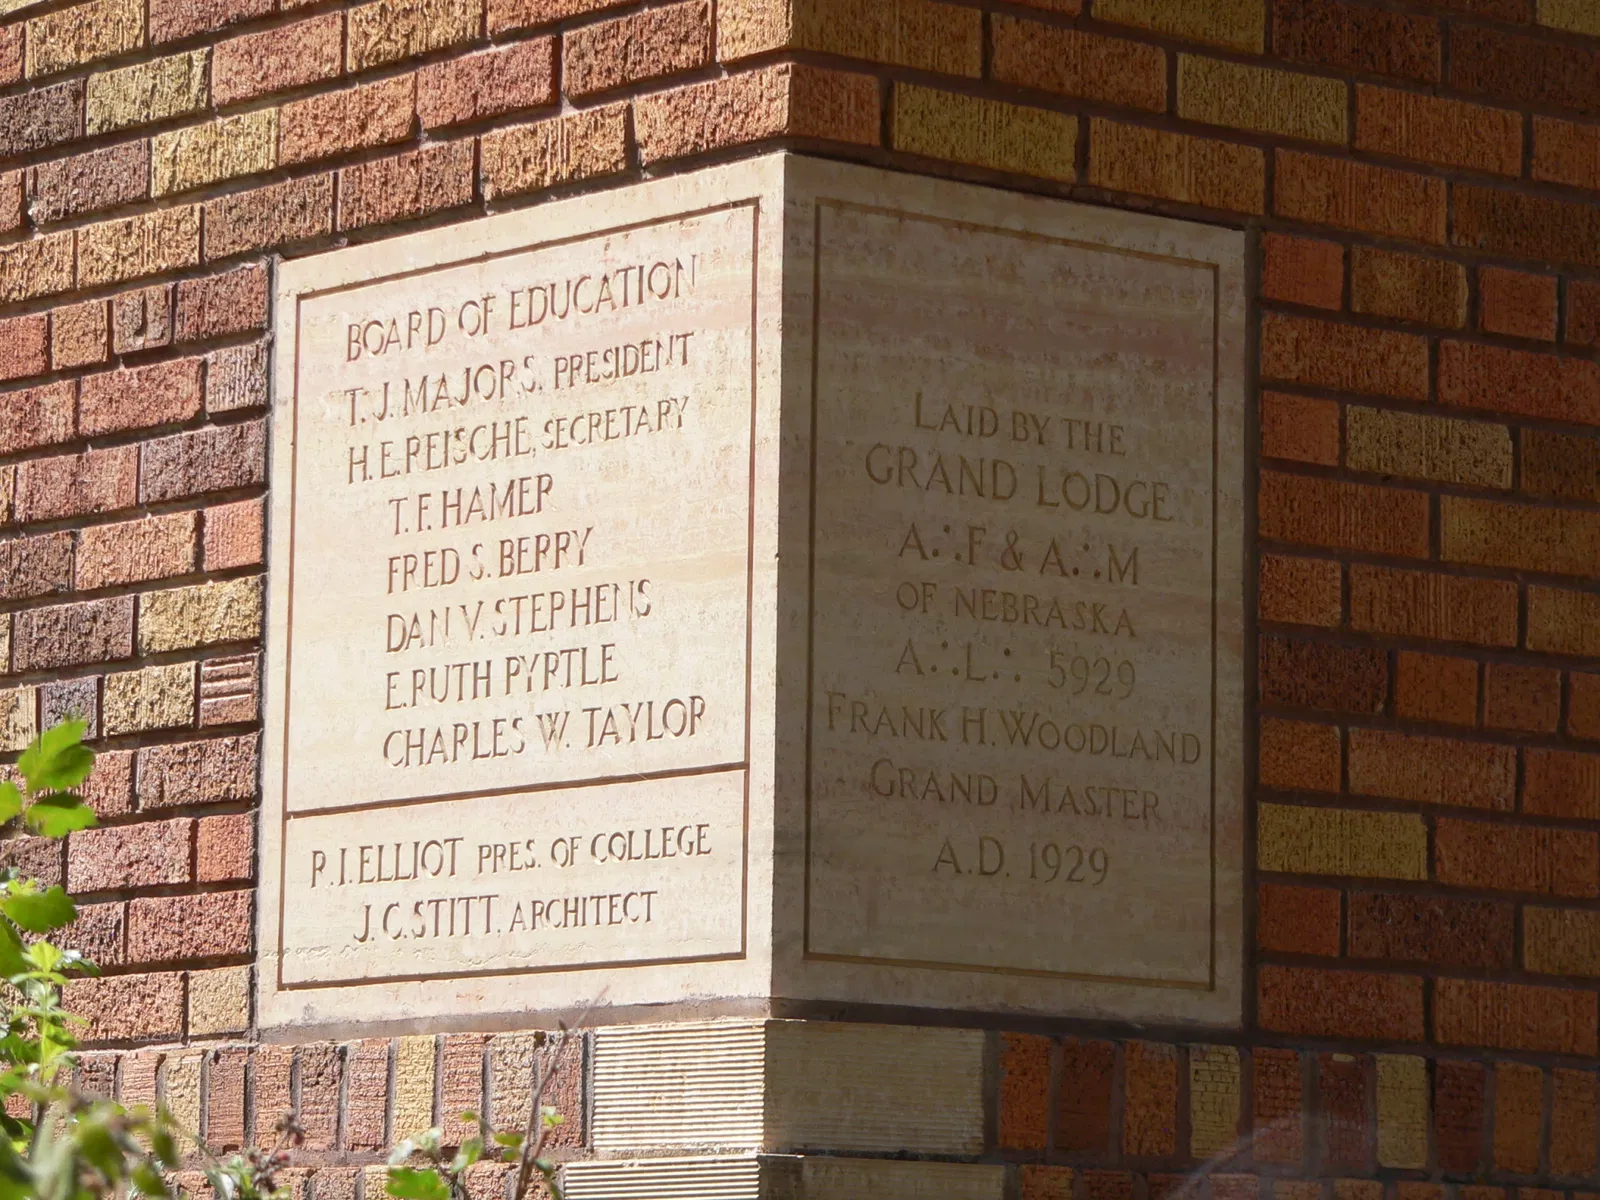 BOARD OF EDUCATION
T. J. MAJORS, PRESIDENT
H. E. REISCHE, SECRETARY
T. F. HAMER
FRED S. BERRY
DAN V. STEPHENS
E. RUTH PYRTLE
CHARLES W. TAYLOR
R. I. ELLIOT PRES. OF COLLEGE
J. C. STITT, ARCHITECT
LAID BY THE
GRAND LODGE
A∴F & A∴M
OF NEBRASKA
A∴L∴ 5929
FRANK H. WOODLAND
GRAND MASTER
A.D. 1929